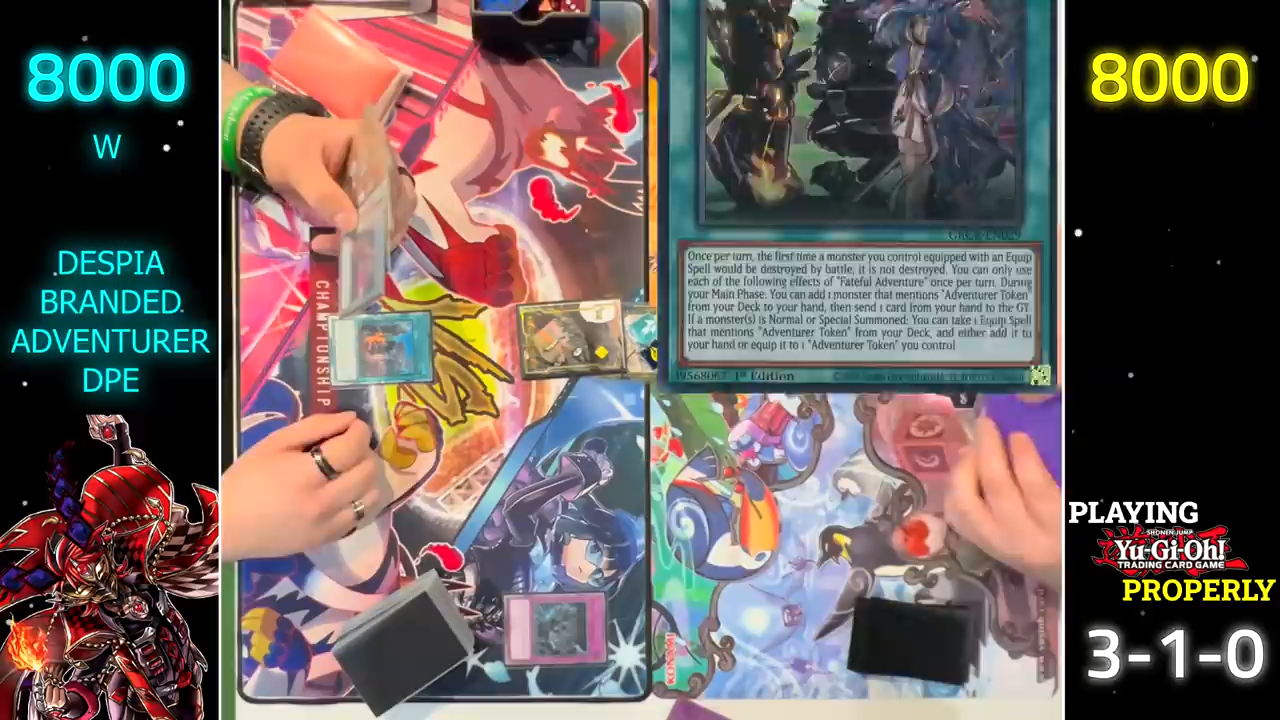 8000
W
DESPIA
BRANDED
ADVENTURER
DPE
CHAMPIONSHIP
GRCR-EN029
Once per turn, the first time a monster you control equipped with an Equip
Spell would be destroyed by battle, it is not destroyed. You can only use
each of the following effects of "Fateful Adventure" once per turn. During
your Main Phase: You can add 1 monster that mentions "Adventurer Token"
from your Deck to your hand, then send 1 card from your hand to the GY.
If a monster(s) is Normal or Special Summoned: You can take 1 Equip Spell
that mentions "Adventurer Token" from your Deck, and either add it to
your hand or equip it to 1 "Adventurer Token" you control
1st Edition
8000
PLAYING
SHONEN JUMP
Yu-Gi-Oh!
TRADING CARD GAME
PROPERLY
3-1-0